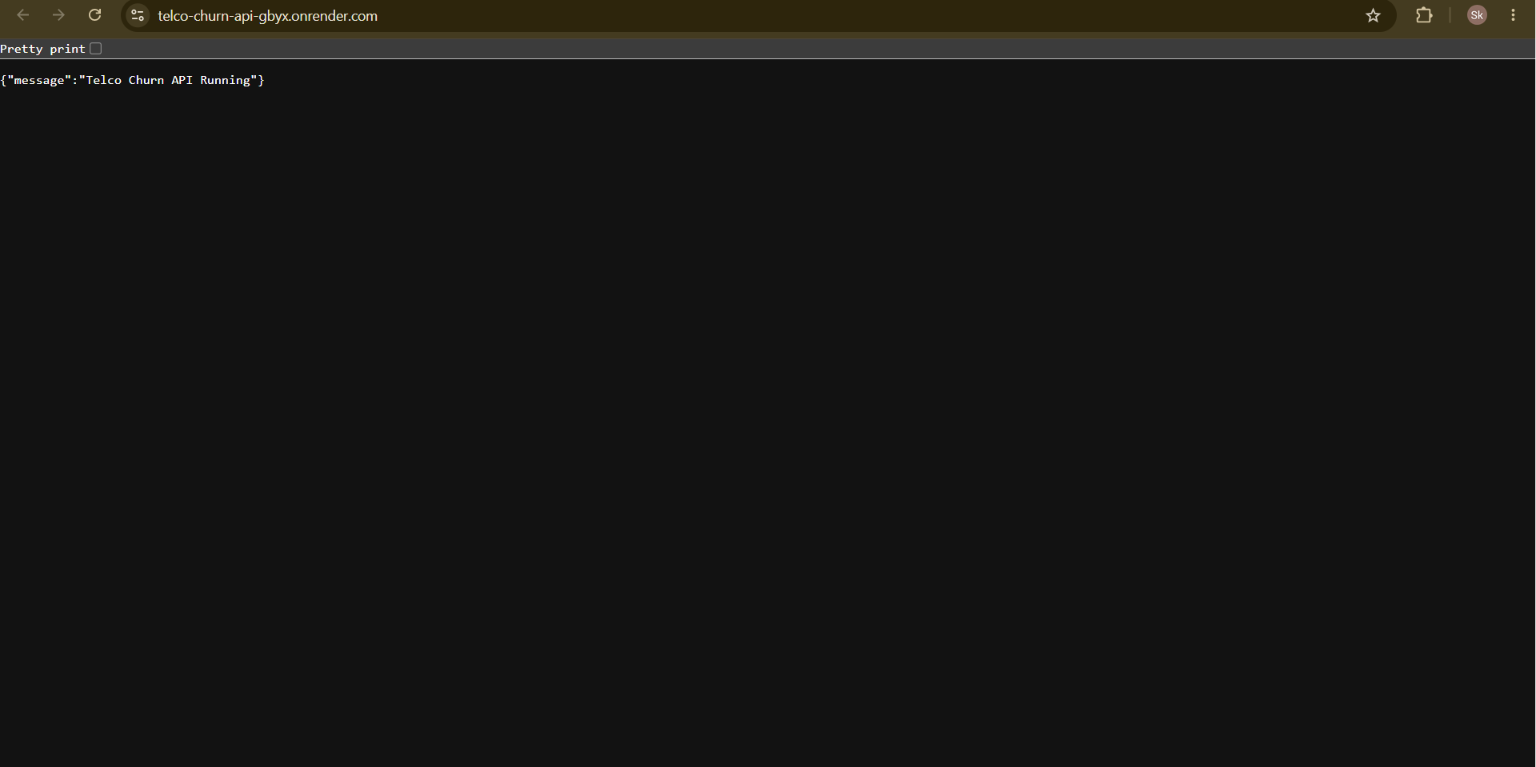 telco-churn-api-gbyx.onrender.com
Sk
Pretty print
{"message":"Telco Churn API Running"}